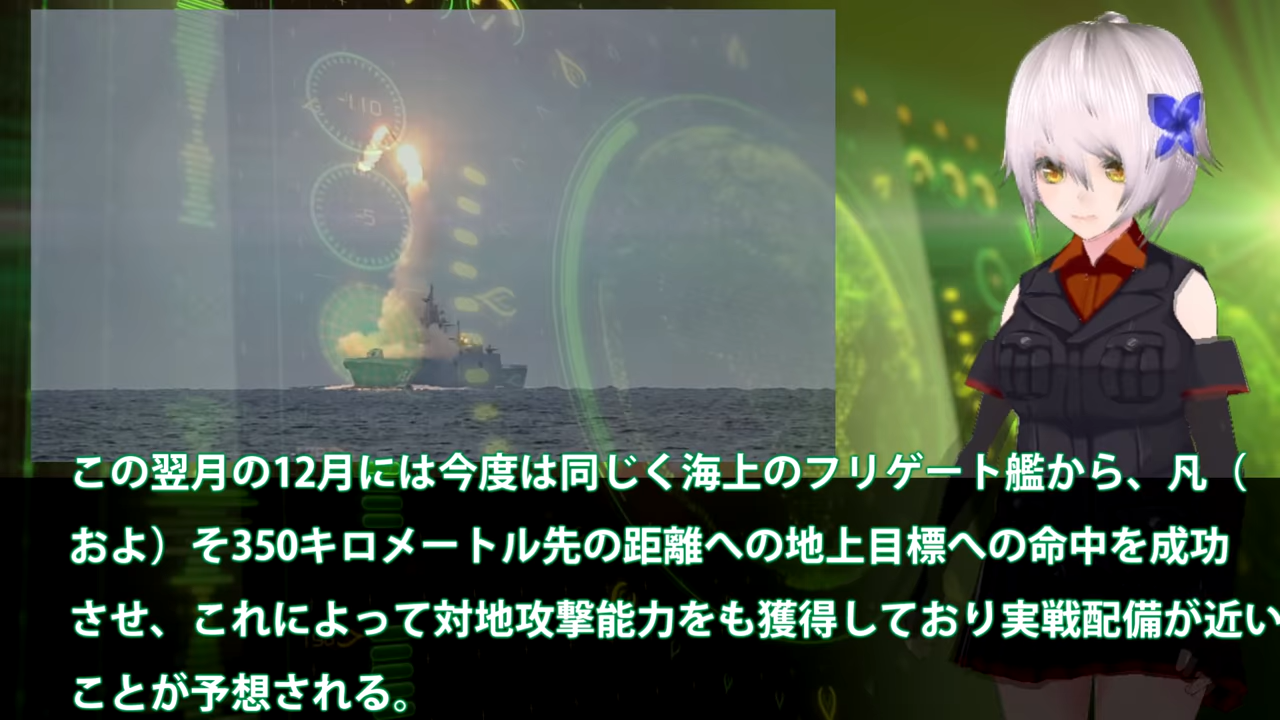 -110
-5
この翌月の12月には今度は同じく海上のフリゲート艦から、凡（
およ）そ350キロメートル先の距離への地上目標への命中を成功
させ、これによって対地攻撃能力をも獲得しており実戦配備が近い
ことが予想される。